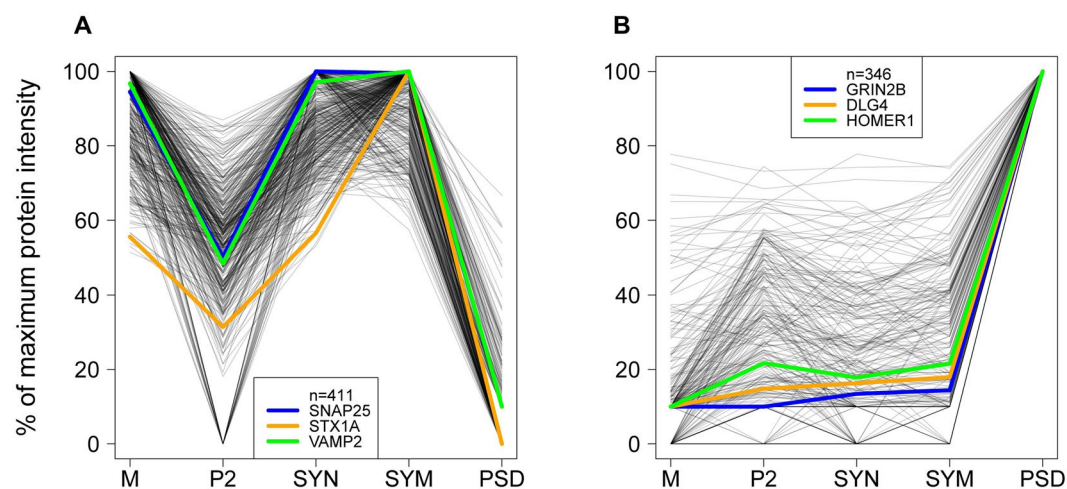 A
B
% of maximum protein intensity
100
80
60
40
20
0
n=411
SNAP25
STX1A
VAMP2
M P2 SYN SYM PSD
100
80
60
40
20
0
n=346
GRIN2B
DLG4
HOMER1
M P2 SYN SYM PSD